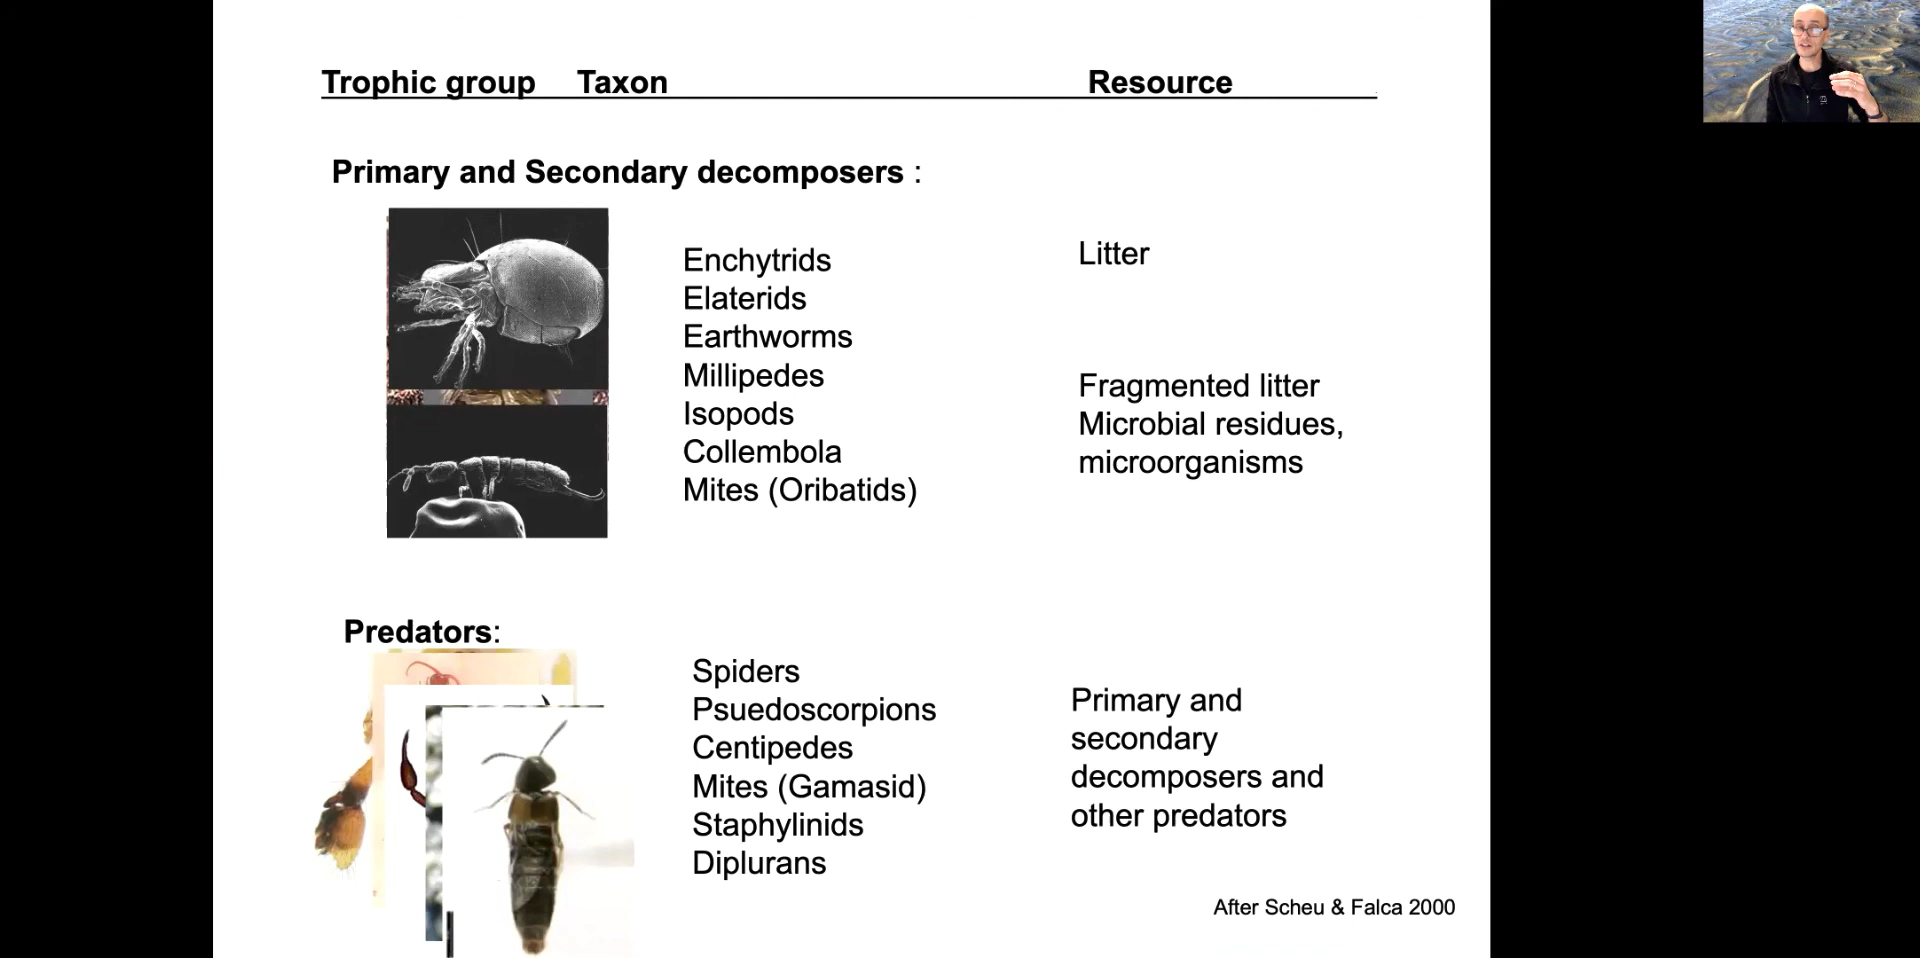 Trophic group Taxon Resource
Primary and Secondary decomposers :
Enchytrids
Elaterids
Earthworms
Millipedes
Isopods
Collembola
Mites (Oribatids)
Litter
Fragmented litter
Microbial residues,
microorganisms
Predators:
Spiders
Psuedoscorpions
Centipedes
Mites (Gamasid)
Staphylinids
Diplurans
Primary and
secondary
decomposers and
other predators
After Scheu & Falca 2000